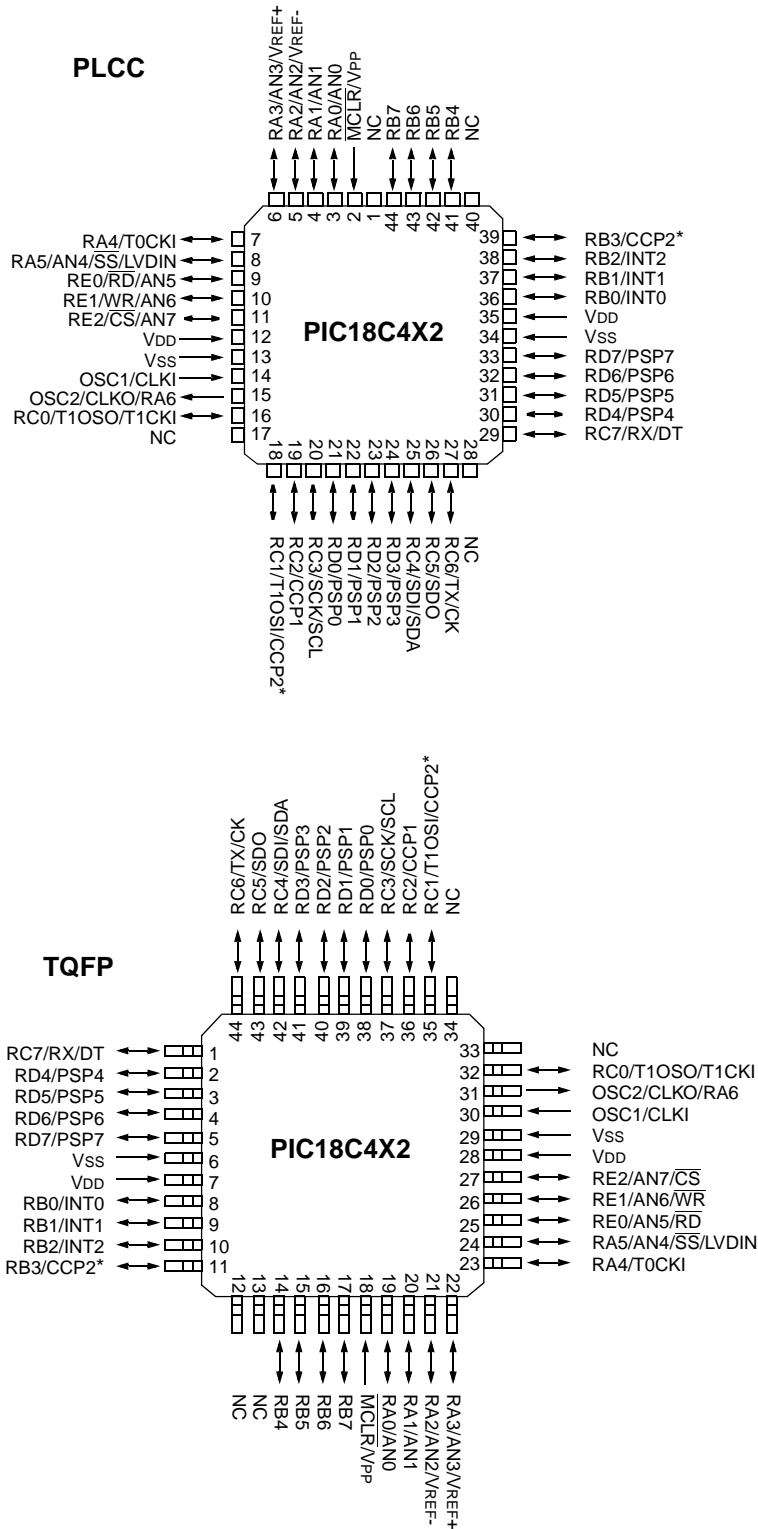 PLCC
RA3/AN3/VREF+
RA2/AN2/VREF-
RA1/AN1
RA0/AN0
MCLR/VPP
NC
RB7
RB6
RB5
RB4
NC
6
5
4
3
2
1
44
43
42
41
40
RA4/T0CKI
7
RA5/AN4/SS/LVDIN
8
RE0/RD/AN5
9
RE1/WR/AN6
10
RE2/CS/AN7
11
VDD
12
VSS
13
OSC1/CLKI
14
OSC2/CLKO/RA6
15
RC0/T1OSO/T1CKI
16
NC
17
PIC18C4X2
39
RB3/CCP2*
38
RB2/INT2
37
RB1/INT1
36
RB0/INT0
35
VDD
34
VSS
33
RD7/PSP7
32
RD6/PSP6
31
RD5/PSP5
30
RD4/PSP4
29
RC7/RX/DT
18
19
20
21
22
23
24
25
26
27
28
RC1/T1OSI/CCP2*
RC2/CCP1
RC3/SCK/SCL
RD0/PSP0
RD1/PSP1
RD2/PSP2
RD3/PSP3
RC4/SDI/SDA
RC5/SDO
RC6/TX/CK
NC
TQFP
RC6/TX/CK
RC5/SDO
RC4/SDI/SDA
RD3/PSP3
RD2/PSP2
RD1/PSP1
RD0/PSP0
RC3/SCK/SCL
RC2/CCP1
RC1/T1OSI/CCP2*
NC
44
43
42
41
40
39
38
37
36
35
34
RC7/RX/DT
1
RD4/PSP4
2
RD5/PSP5
3
RD6/PSP6
4
RD7/PSP7
5
VSS
6
VDD
7
RB0/INT0
8
RB1/INT1
9
RB2/INT2
10
RB3/CCP2*
11
PIC18C4X2
33
NC
32
RC0/T1OSO/T1CKI
31
OSC2/CLKO/RA6
30
OSC1/CLKI
29
VSS
28
VDD
27
RE2/AN7/CS
26
RE1/AN6/WR
25
RE0/AN5/RD
24
RA5/AN4/SS/LVDIN
23
RA4/T0CKI
12
13
14
15
16
17
18
19
20
21
22
NC
NC
RB4
RB5
RB6
RB7
MCLR/VPP
RA0/AN0
RA1/AN1
RA2/AN2/VREF-
RA3/AN3/VREF+